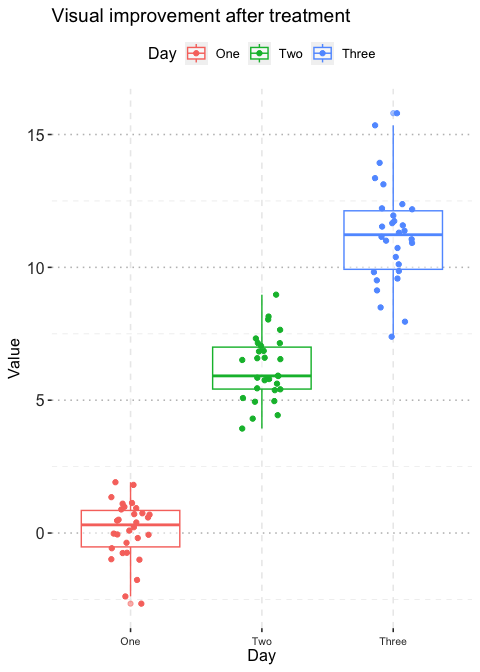 Visual improvement after treatment
Day One Two Three
Value
15
10
5
0
One Two Three
Day